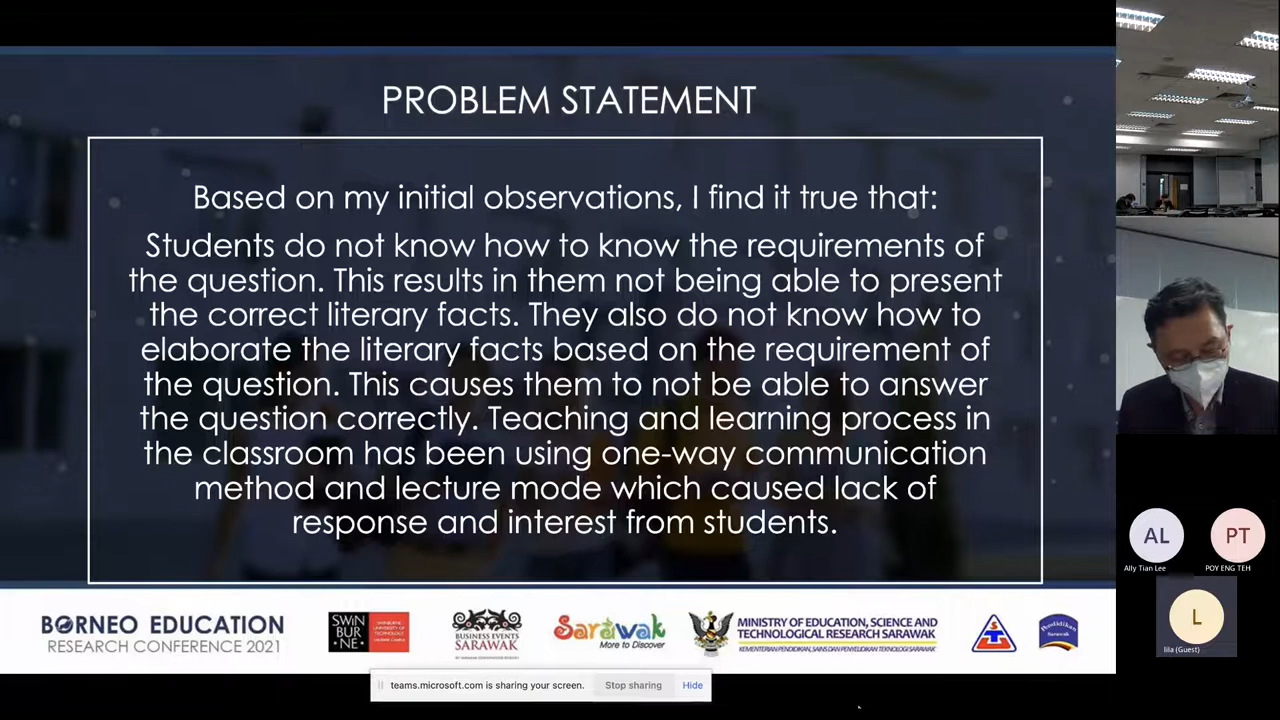 PROBLEM STATEMENT
Based on my initial observations, I find it true that:
Students do not know how to know the requirements of
the question. This results in them not being able to present
the correct literary facts. They also do not know how to
elaborate the literary facts based on the requirement of
the question. This causes them to not be able to answer
the question correctly. Teaching and learning process in
the classroom has been using one-way communication
method and lecture mode which caused lack of
response and interest from students.
BORNEO EDUCATION
RESEARCH CONFERENCE 2021
SWIN
BUR
NE
SWINBURNE
UNIVERSITY OF
TECHNOLOGY
BUSINESS EVENTS
SARAWAK
Sarawak
More to Discover
MINISTRY OF EDUCATION, SCIENCE AND
TECHNOLOGICAL RESEARCH SARAWAK
KEMENTERIAN PENDIDIKAN, SAINS DAN PENYELIDIKAN TEKNOLOGI SARAWAK
Pendidikan
Sarawak
teams.microsoft.com is sharing your screen.
Stop sharing
Hide
AL
Ally Tian Lee
PT
POY ENG TEH
L
lila (Guest)